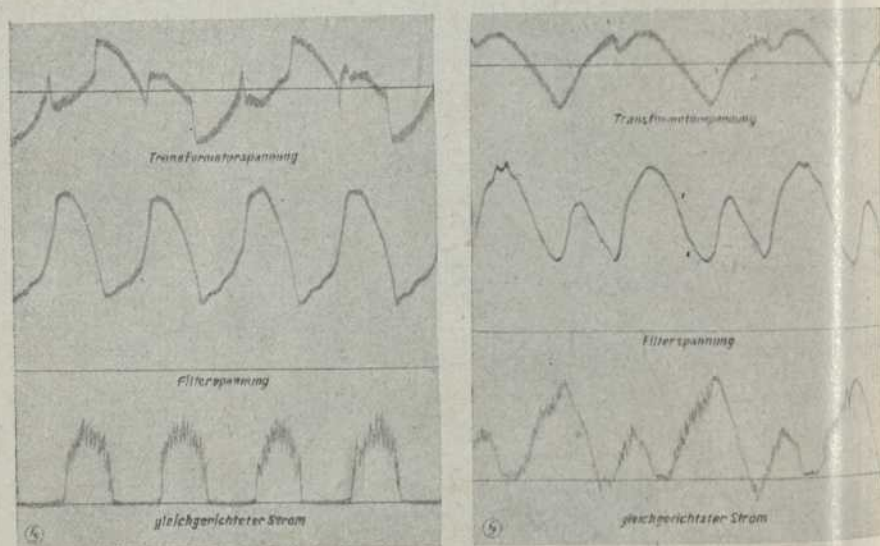 Transformatorspannung
Filterspannung
gleichgerichteter Strom
Transformatorspannung
Filterspannung
gleichgerichteter Strom